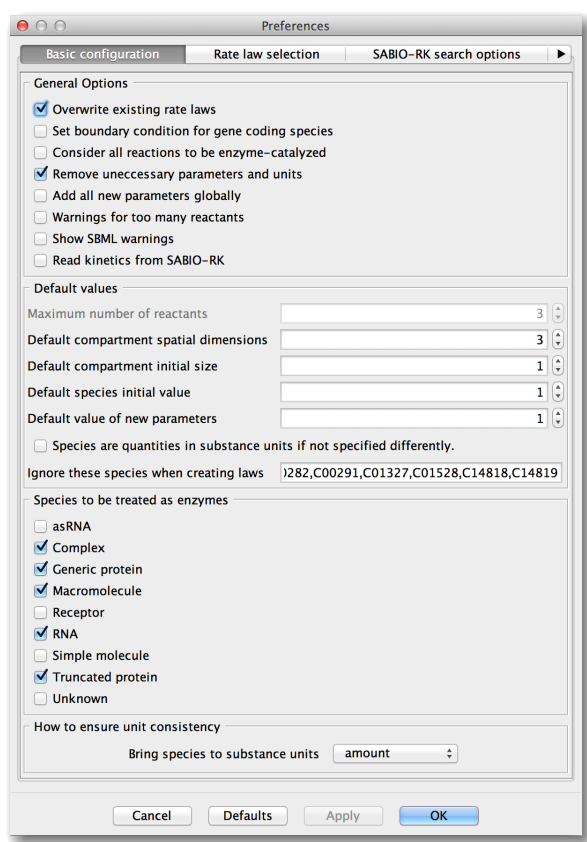 Preferences
Basic configuration Rate law selection SABIO-RK search options
General Options
Overwrite existing rate laws
Set boundary condition for gene coding species
Consider all reactions to be enzyme-catalyzed
Remove uneccessary parameters and units
Add all new parameters globally
Warnings for too many reactants
Show SBML warnings
Read kinetics from SABIO-RK
Default values
Maximum number of reactants 3
Default compartment spatial dimensions 3
Default compartment initial size 1
Default species initial value 1
Default value of new parameters 1
Species are quantities in substance units if not specified differently.
Ignore these species when creating laws 282,C00291,C01327,C01528,C14818,C14819
Species to be treated as enzymes
asRNA
Complex
Generic protein
Macromolecule
Receptor
RNA
Simple molecule
Truncated protein
Unknown
How to ensure unit consistency
Bring species to substance units amount
Cancel Defaults Apply OK